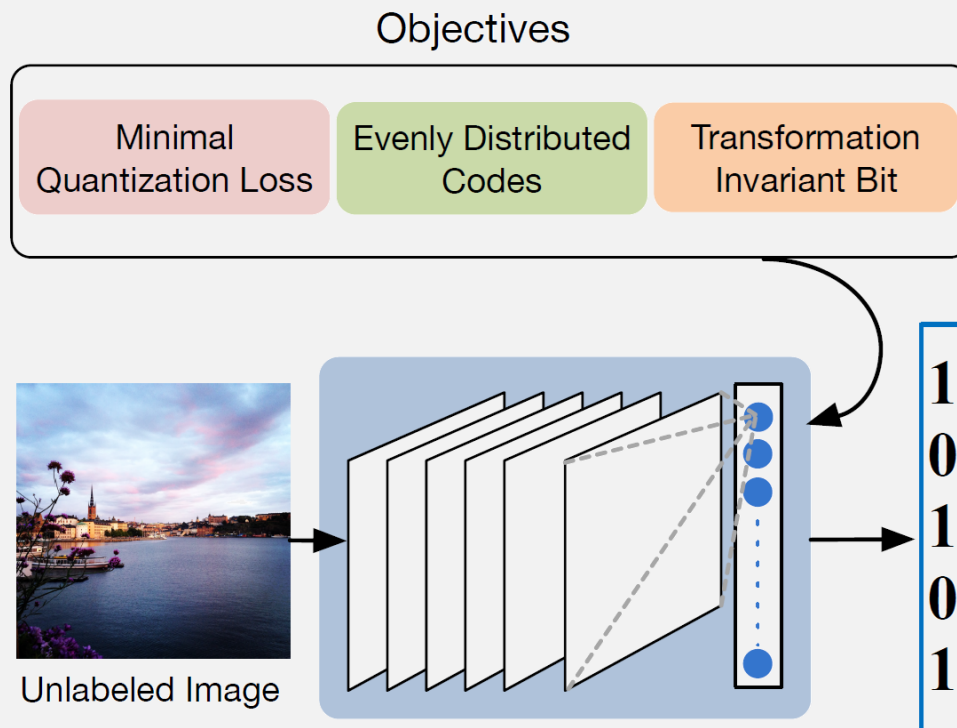 Objectives
Minimal
Quantization Loss
Evenly Distributed
Codes
Transformation
Invariant Bit
1
0
1
0
1
Unlabeled Image